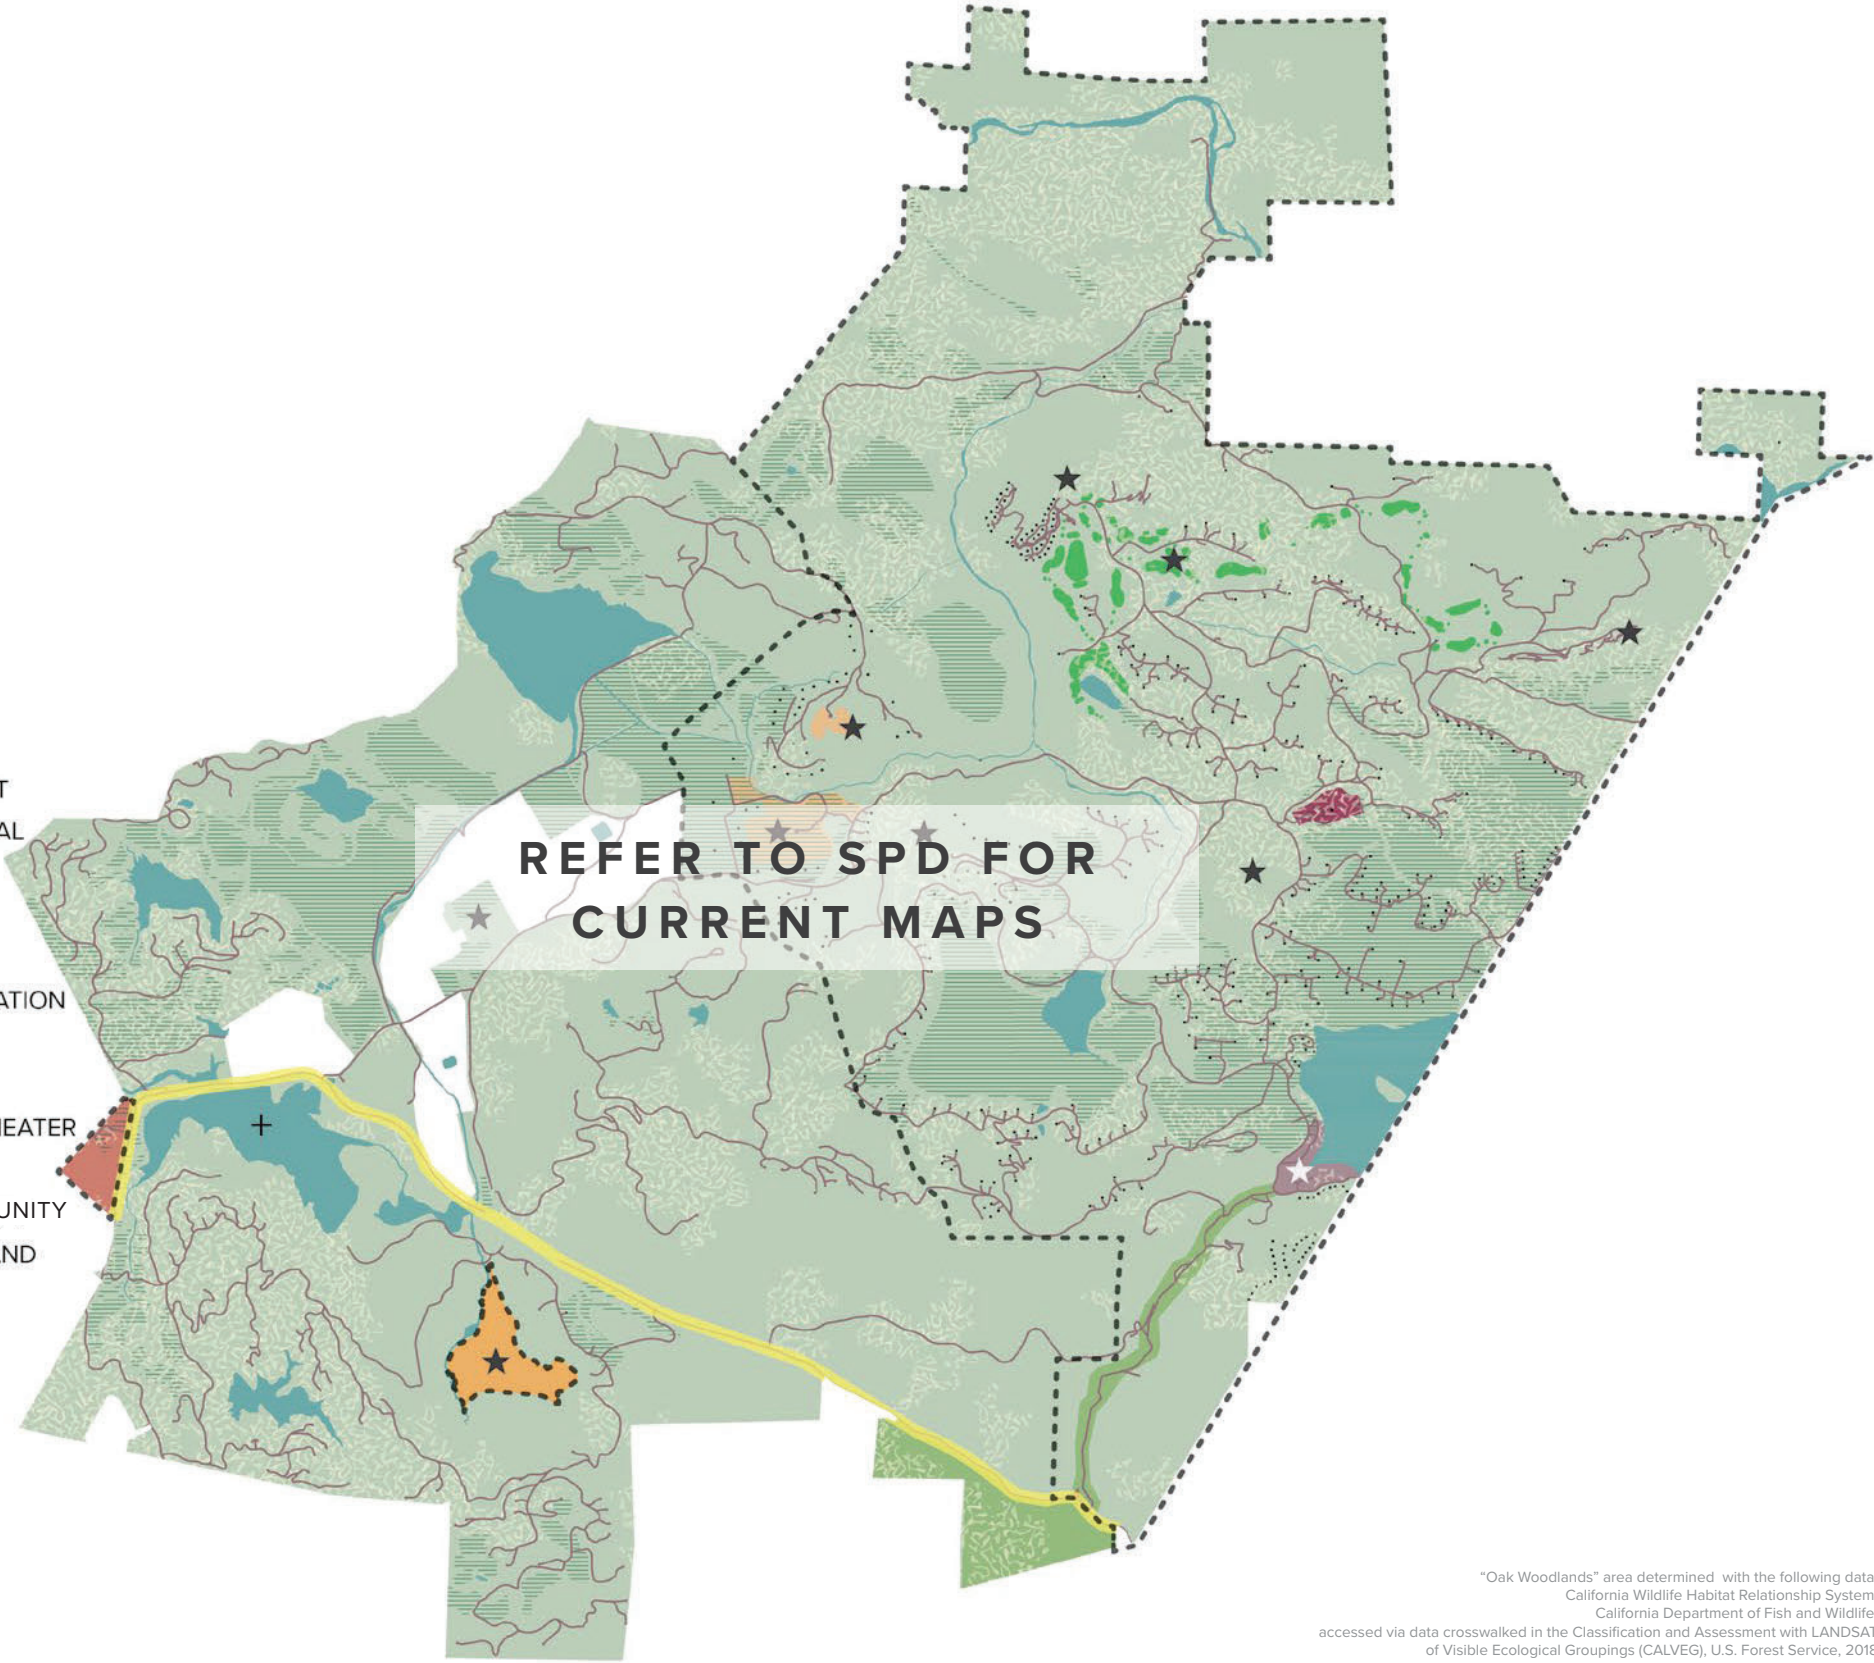 T
AL
REFER TO SPD FOR
CURRENT MAPS
ATION
EATER
UNITY
ND
“Oak Woodlands” area determined with the following data
California Wildlife Habitat Relationship System
California Department of Fish and Wildlife
accessed via data crosswalked in the Classification and Assessment with LANDSAT
of Visible Ecological Groupings (CALVEG), U.S. Forest Service, 2018